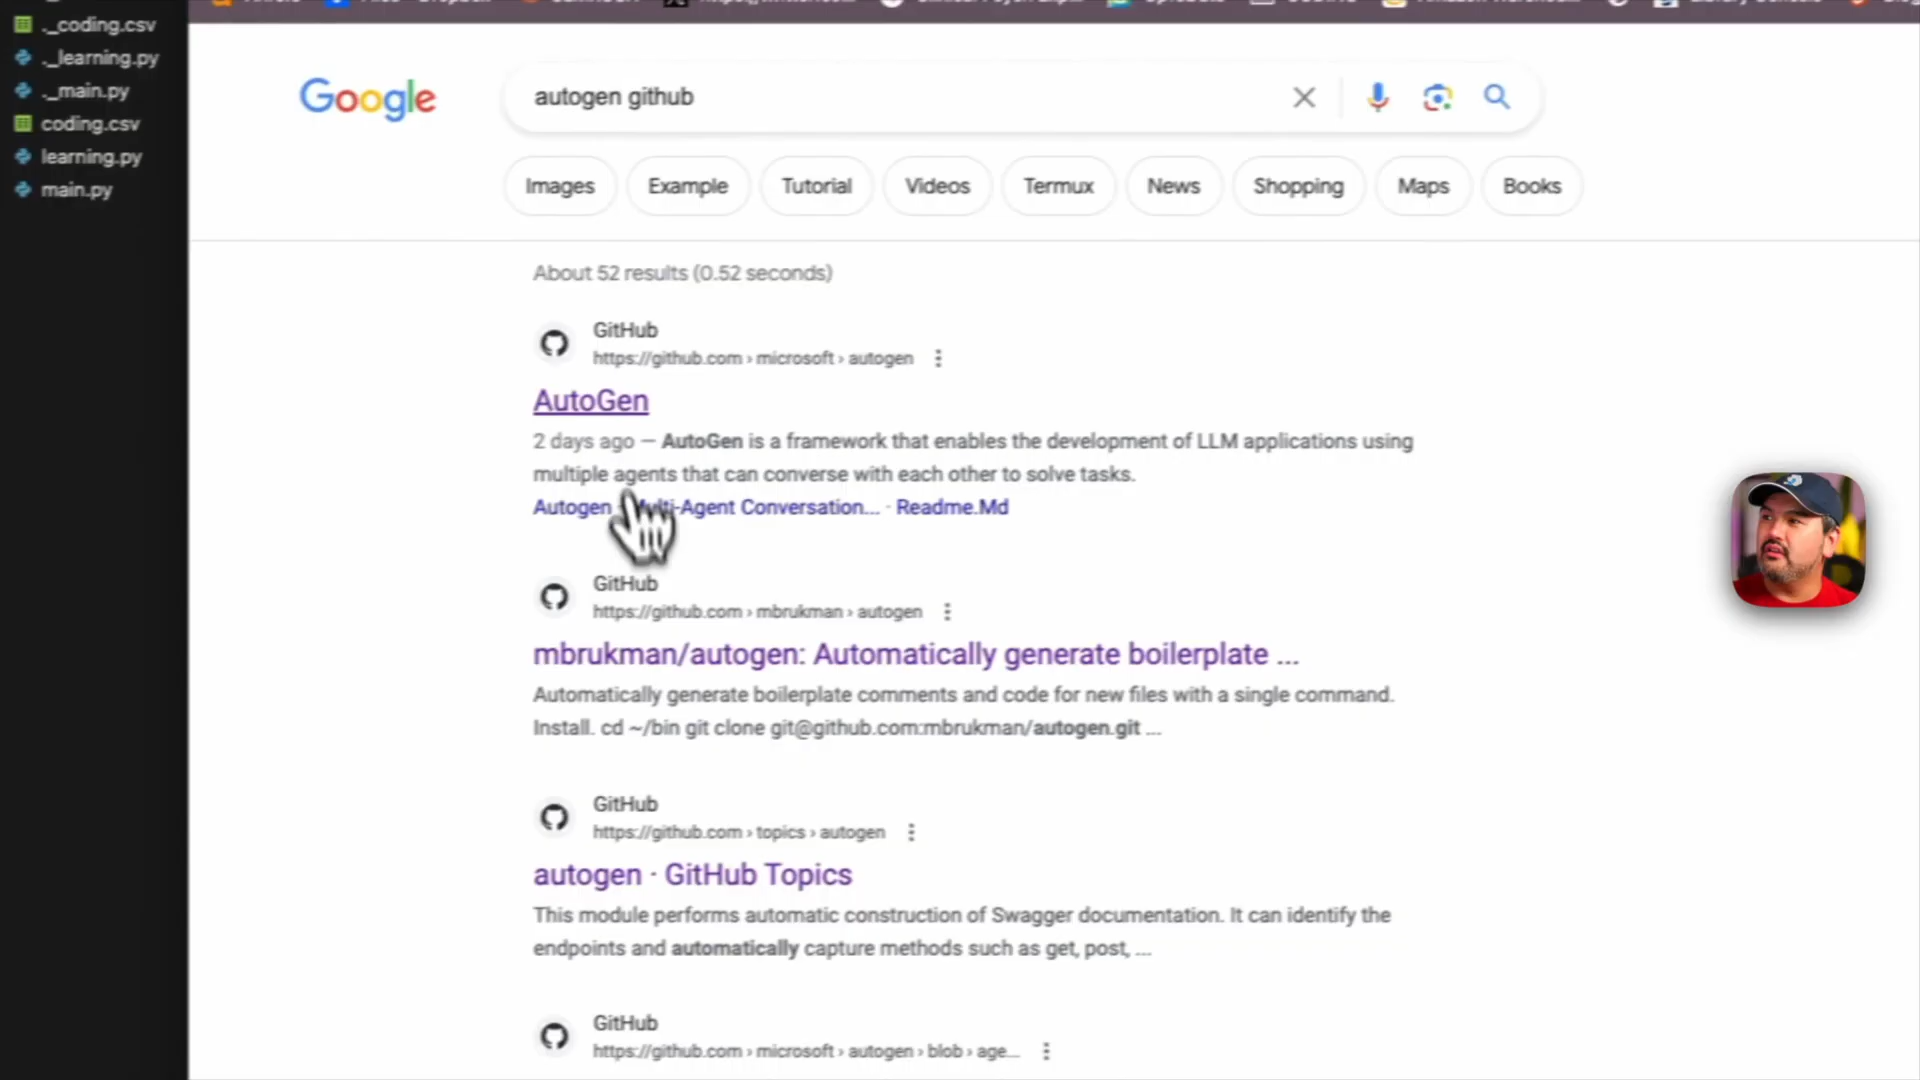 ._coding.csv
._learning.py
._main.py
coding.csv
learning.py
main.py
Google
autogen github
Images
Example
Tutorial
Videos
Termux
News
Shopping
Maps
Books
About 52 results (0.52 seconds)
GitHub
https://github.com › microsoft › autogen
AutoGen
2 days ago — AutoGen is a framework that enables the development of LLM applications using
multiple agents that can converse with each other to solve tasks.
Autogen · Multi-Agent Conversation... · Readme.Md
GitHub
https://github.com › mbrukman › autogen
mbrukman/autogen: Automatically generate boilerplate ...
Automatically generate boilerplate comments and code for new files with a single command.
Install. cd ~/bin git clone git@github.com:mbrukman/autogen.git ...
GitHub
https://github.com › topics › autogen
autogen · GitHub Topics
This module performs automatic construction of Swagger documentation. It can identify the
endpoints and automatically capture methods such as get, post, ...
GitHub
https://github.com › microsoft › autogen › blob › age...